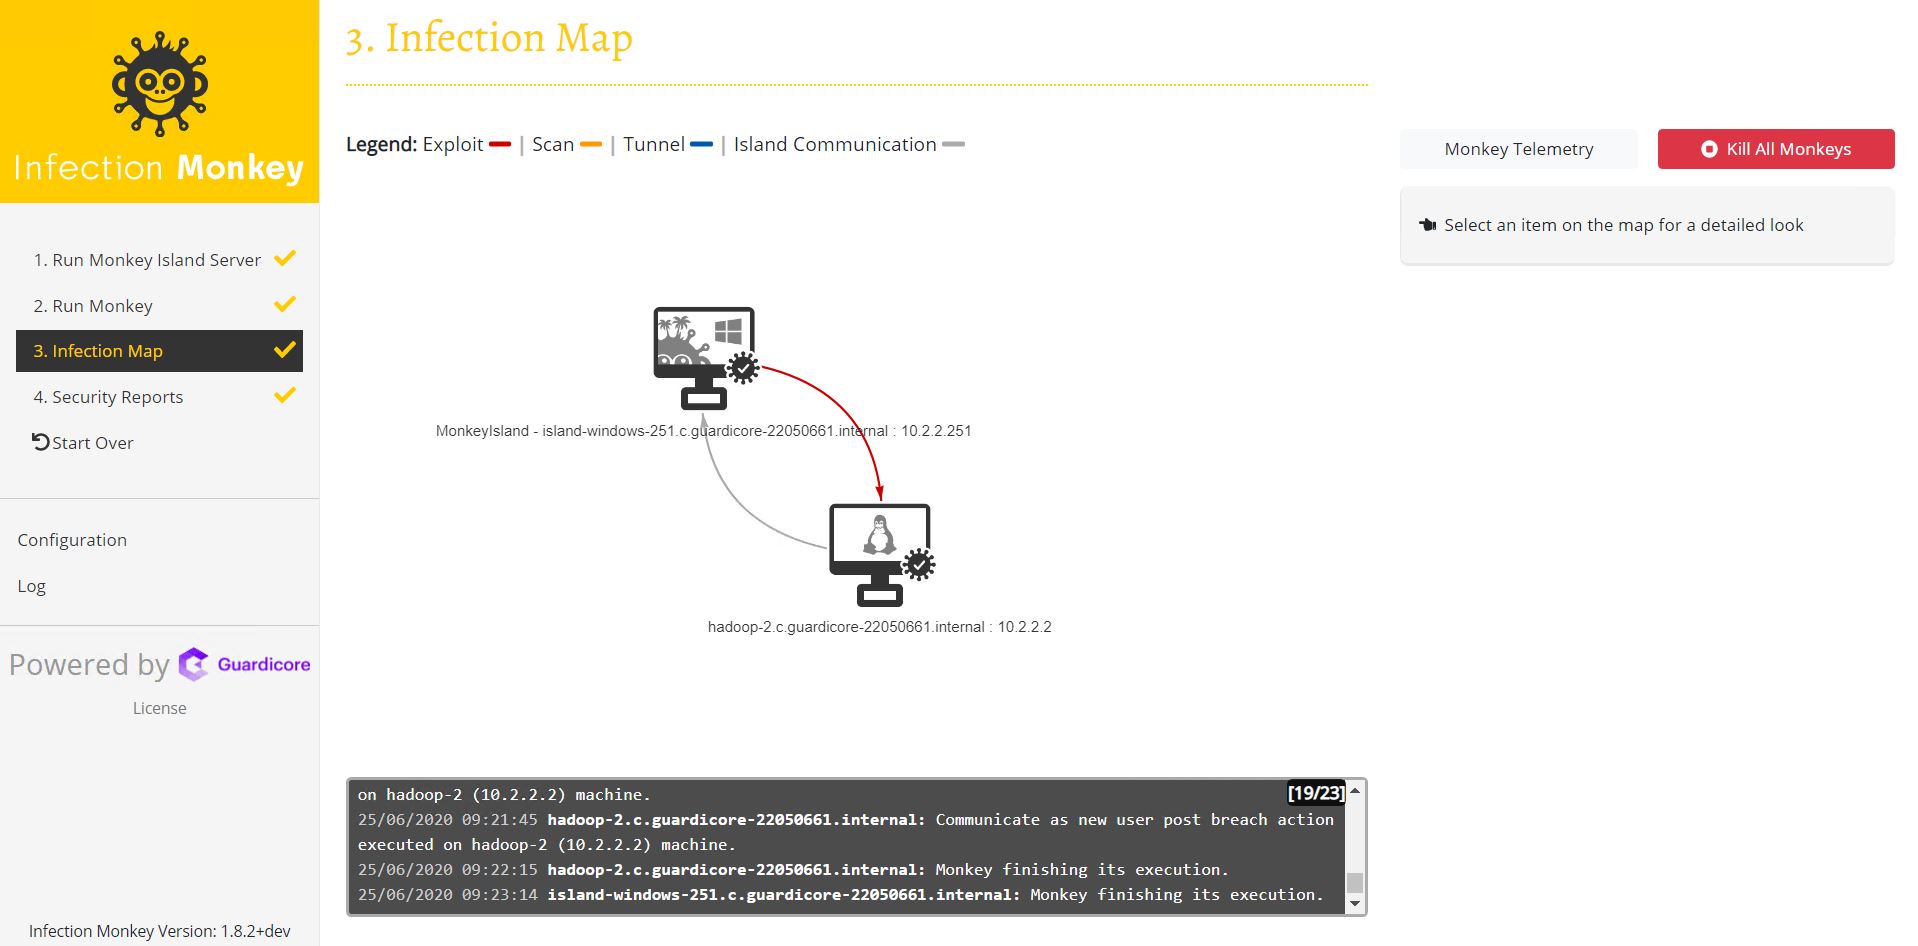 Infection Monkey
1. Run Monkey Island Server
2. Run Monkey
3. Infection Map
4. Security Reports
Start Over
Configuration
Log
Powered by Guardicore
License
Infection Monkey Version: 1.8.2+dev
3. Infection Map
Legend: Exploit | Scan | Tunnel | Island Communication
MonkeyIsland - island-windows-251.c.guardicore-22050661.internal : 10.2.2.251
hadoop-2.c.guardicore-22050661.internal : 10.2.2.2
[19/23]
on hadoop-2 (10.2.2.2) machine.
25/06/2020 09:21:45 hadoop-2.c.guardicore-22050661.internal: Communicate as new user post breach action
executed on hadoop-2 (10.2.2.2) machine.
25/06/2020 09:22:15 hadoop-2.c.guardicore-22050661.internal: Monkey finishing its execution.
25/06/2020 09:23:14 island-windows-251.c.guardicore-22050661.internal: Monkey finishing its execution.
Monkey Telemetry
Kill All Monkeys
Select an item on the map for a detailed look